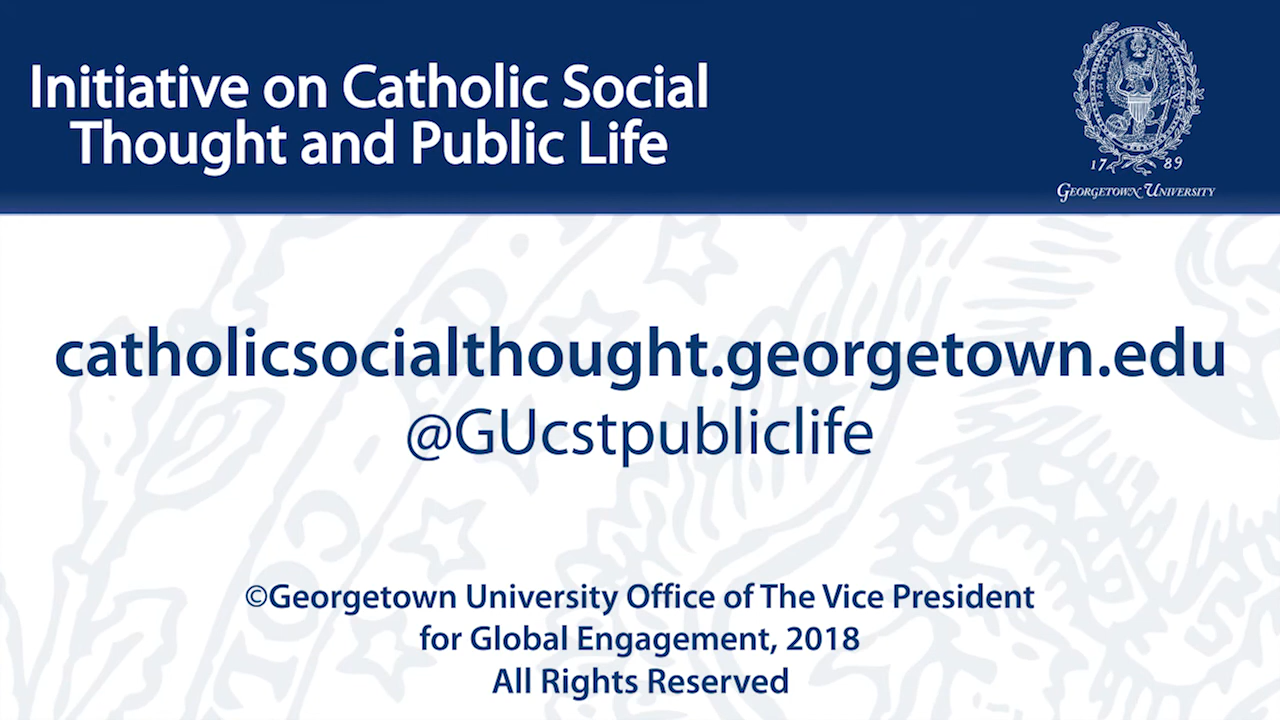 Initiative on Catholic Social
Thought and Public Life
17 89
Georgetown University
catholicsocialthought.georgetown.edu
@GUcstpubliclife
©Georgetown University Office of The Vice President
for Global Engagement, 2018
All Rights Reserved